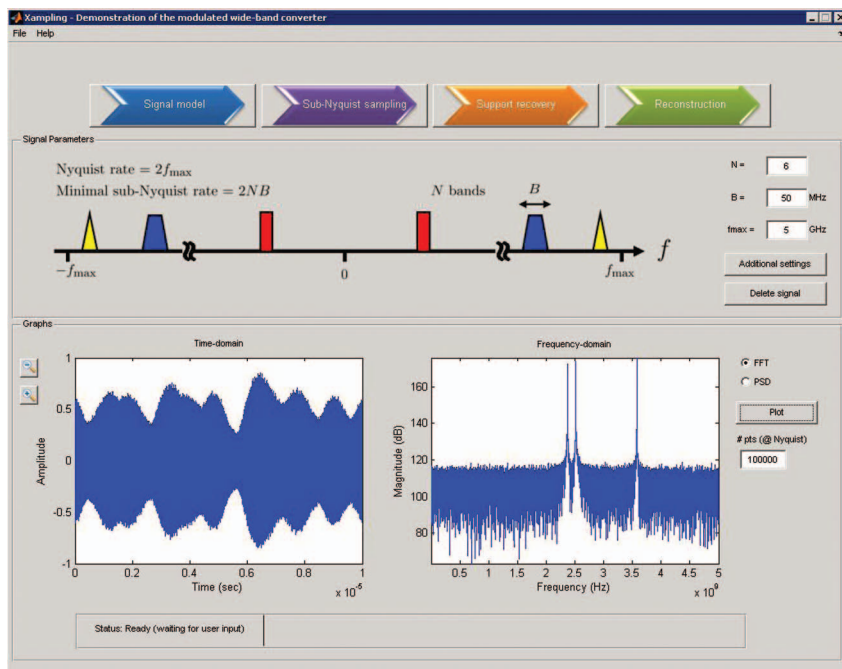 Xampling - Demonstration of the modulated wide-band converter
File Help
Signal model
Sub-Nyquist sampling
Support recovery
Reconstruction
Signal Parameters
Nyquist rate = 2f_max
Minimal sub-Nyquist rate = 2NB
N bands
B
−f_max
0
f_max
f
N = 6
B = 50 MHz
fmax = 5 GHz
Additional settings
Delete signal
Graphs
Time-domain
1
0.5
0
-0.5
-1
Amplitude
0 0.2 0.4 0.6 0.8 1
Time (sec)
x 10^-5
Frequency-domain
160
140
120
100
80
Magnitude (dB)
0.5 1 1.5 2 2.5 3 3.5 4 4.5 5
Frequency (Hz)
x 10^9
FFT
PSD
Plot
# pts (@ Nyquist)
100000
Status: Ready (waiting for user input)